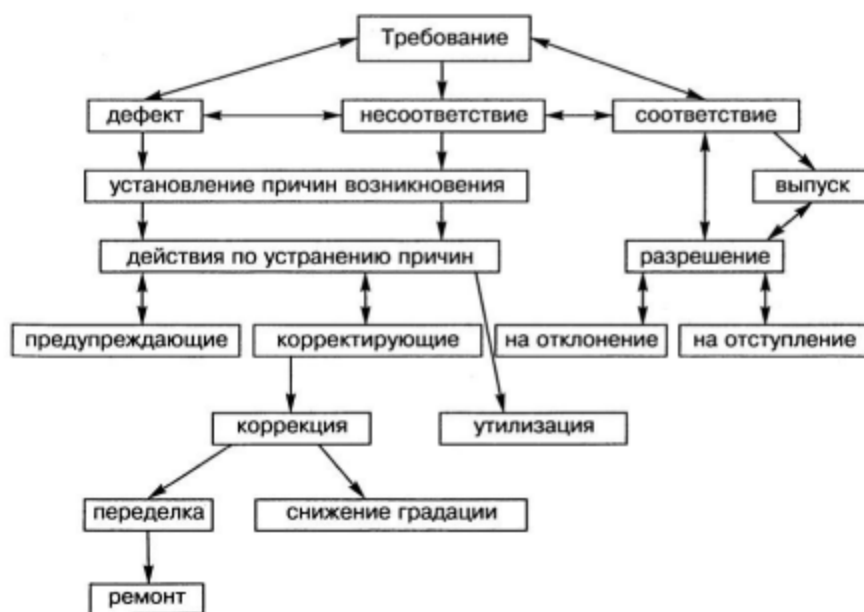 Требование
дефект
несоответствие
соответствие
установление причин возникновения
выпуск
действия по устранению причин
разрешение
предупреждающие
корректирующие
на отклонение
на отступление
коррекция
утилизация
переделка
снижение градации
ремонт